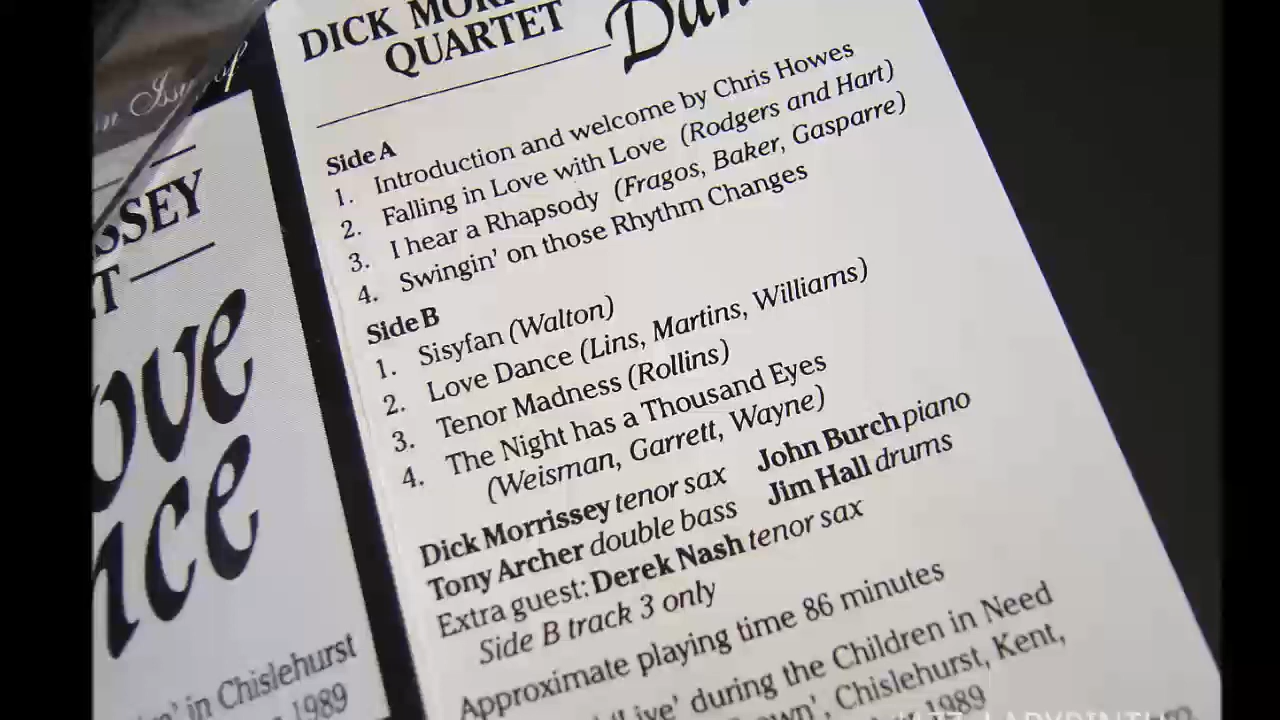 SSEY
ove
nce
in Chislehurst
1989
DICK
QUARTET
Side A
1. Introduction and welcome by Chris Howes
2. Falling in Love with Love (Rodgers and Hart)
3. I hear a Rhapsody (Fragos, Baker, Gasparre)
4. Swingin' on those Rhythm Changes
Side B
1. Sisyfan (Walton)
2. Love Dance (Lins, Martins, Williams)
3. Tenor Madness (Rollins)
4. The Night has a Thousand Eyes
(Weisman, Garrett, Wayne)
Dick Morrissey tenor sax John Burch piano
Tony Archer double bass Jim Hall drums
Extra guest: Derek Nash tenor sax
Side B track 3 only
Approximate playing time 86 minutes
'Live' during the Children in Need
Chislehurst, Kent,
1989